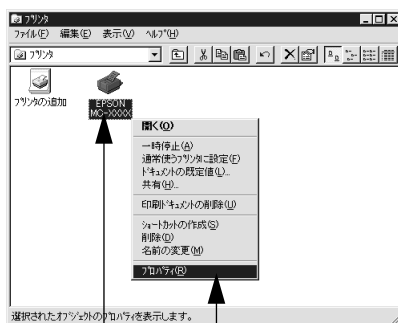 プリンタ
ファイル(F) 編集(E) 表示(V) ヘルプ(H)
プリンタ
プリンタの追加
EPSON
MC-XXXX
開く(O)
一時停止(A)
通常使うプリンタに設定(F)
ドキュメントの既定値(L)...
共有(H)...
印刷ドキュメントの削除(U)
ショートカットの作成(S)
削除(D)
名前の変更(M)
プロパティ(R)
選択されたオブジェクトのプロパティを表示します。